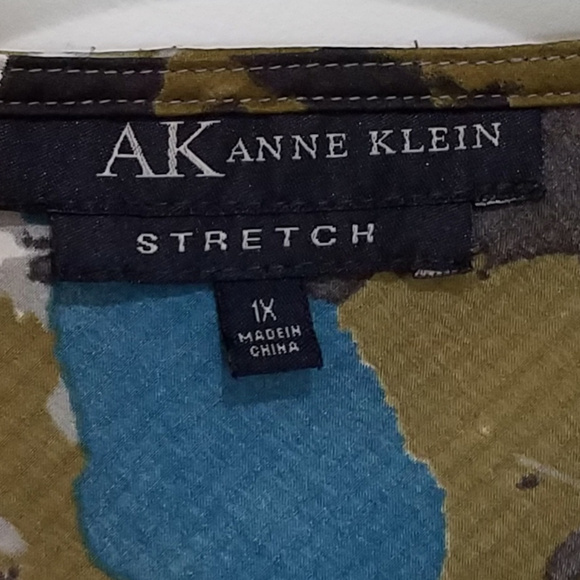 AK ANNE KLEIN
STRETCH
1X
MADE IN
CHINA